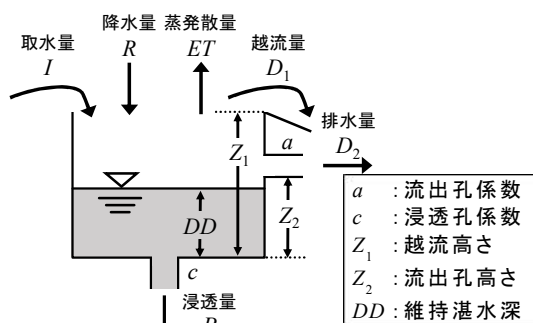 取水量
I
降水量
R
蒸発散量
ET
越流量
D₁
a
排水量
D₂
Z₁
Z₂
DD
c
浸透量
a : 流出孔係数
c : 浸透孔係数
Z₁ : 越流高さ
Z₂ : 流出孔高さ
DD : 維持湛水深